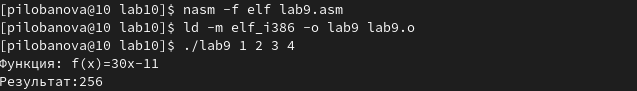 [pilobanova@10 lab10]$ nasm -f elf lab9.asm
[pilobanova@10 lab10]$ ld -m elf_i386 -o lab9 lab9.o
[pilobanova@10 lab10]$ ./lab9 1 2 3 4
Функция: f(x)=30x-11
Результат:256